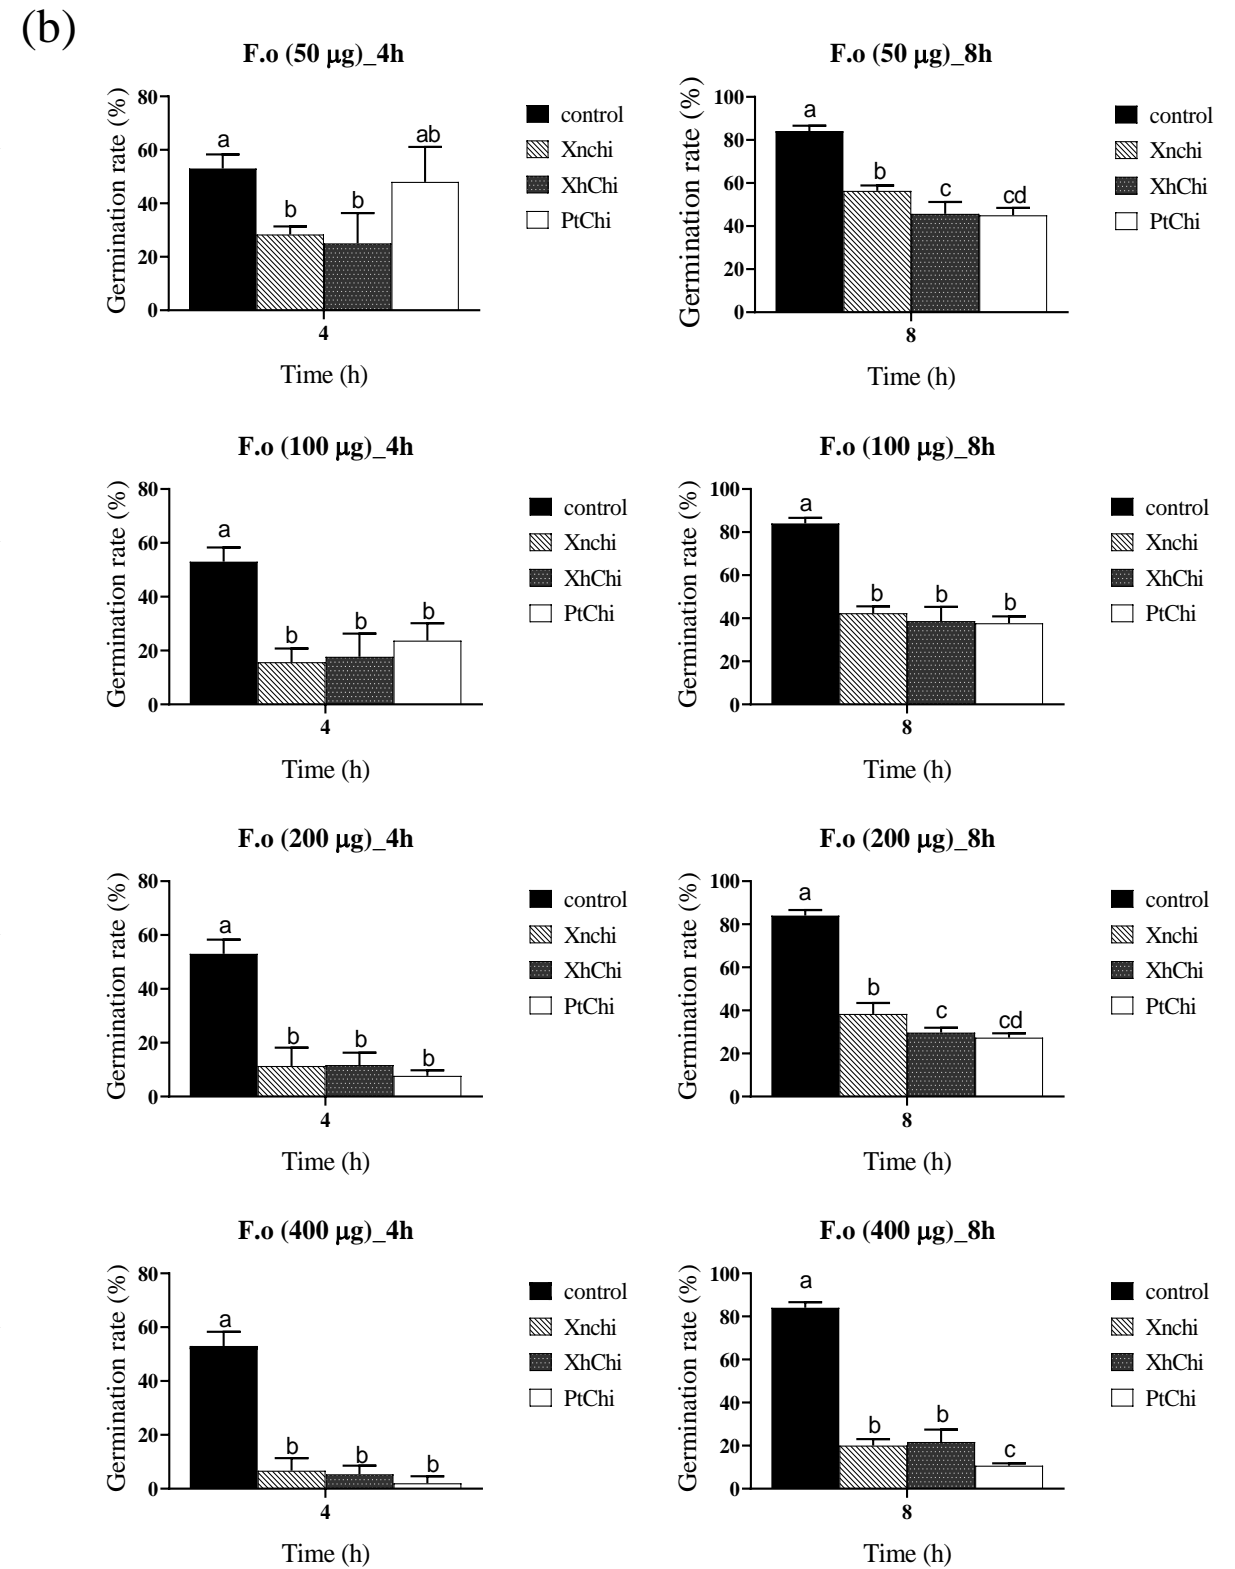 (b)
F.o (50 μg)_4h
Germination rate (%)
80
60
40
20
0
a
b
b
ab
4
Time (h)
control
Xnchi
XhChi
PtChi
F.o (50 μg)_8h
Germination rate (%)
100
80
60
40
20
0
a
b
c
cd
8
Time (h)
control
Xnchi
XhChi
PtChi
F.o (100 μg)_4h
Germination rate (%)
80
60
40
20
0
a
b
b
b
4
Time (h)
control
Xnchi
XhChi
PtChi
F.o (100 μg)_8h
Germination rate (%)
100
80
60
40
20
0
a
b
b
b
8
Time (h)
control
Xnchi
XhChi
PtChi
F.o (200 μg)_4h
Germination rate (%)
80
60
40
20
0
a
b
b
b
4
Time (h)
control
Xnchi
XhChi
PtChi
F.o (200 μg)_8h
Germination rate (%)
100
80
60
40
20
0
a
b
c
cd
8
Time (h)
control
Xnchi
XhChi
PtChi
F.o (400 μg)_4h
Germination rate (%)
80
60
40
20
0
a
b
b
b
4
Time (h)
control
Xnchi
XhChi
PtChi
F.o (400 μg)_8h
Germination rate (%)
100
80
60
40
20
0
a
b
b
c
8
Time (h)
control
Xnchi
XhChi
PtChi